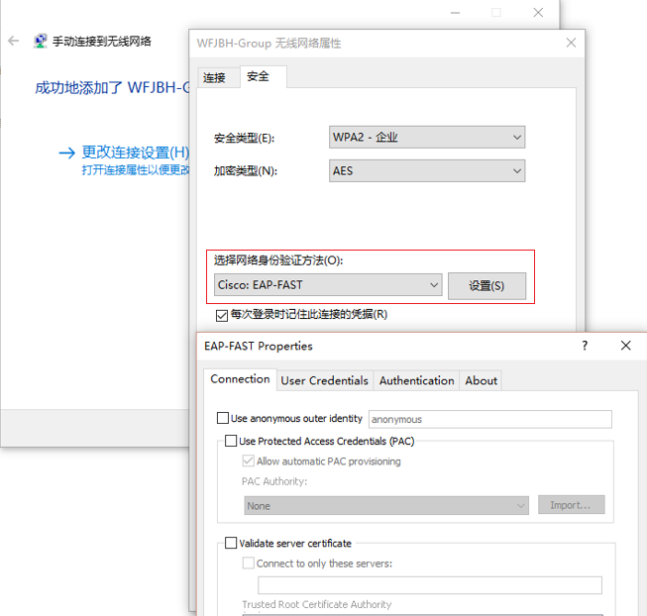 手动连接到无线网络
成功地添加了 WFJBH-G
更改连接设置(H)
打开连接属性以便更改
WFJBH-Group 无线网络属性
连接 安全
安全类型(E): WPA2 - 企业
加密类型(N): AES
选择网络身份验证方法(O):
Cisco: EAP-FAST 设置(S)
每次登录时记住此连接的凭据(R)
EAP-FAST Properties
Connection User Credentials Authentication About
Use anonymous outer identity anonymous
Use Protected Access Credentials (PAC)
Allow automatic PAC provisioning
PAC Authority:
None Import...
Validate server certificate
Connect to only these servers:
Trusted Root Certificate Authority